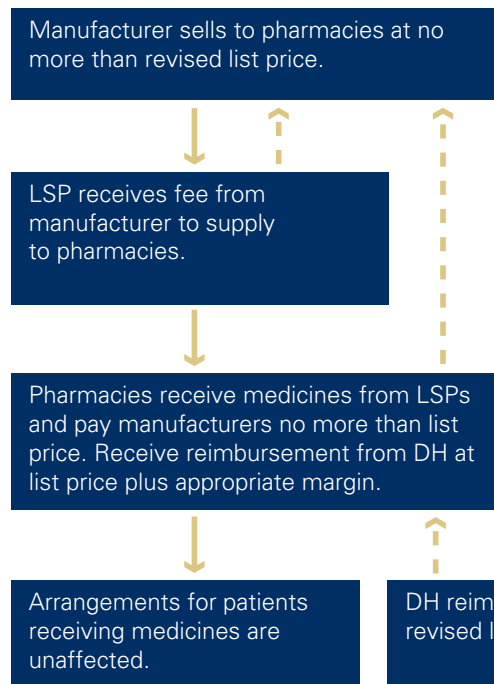 Manufacturer sells to pharmacies at no
more than revised list price.
LSP receives fee from
manufacturer to supply
to pharmacies.
Pharmacies receive medicines from LSPs
and pay manufacturers no more than list
price. Receive reimbursement from DH at
list price plus appropriate margin.
Arrangements for patients
receiving medicines are
unaffected.
DH
revised